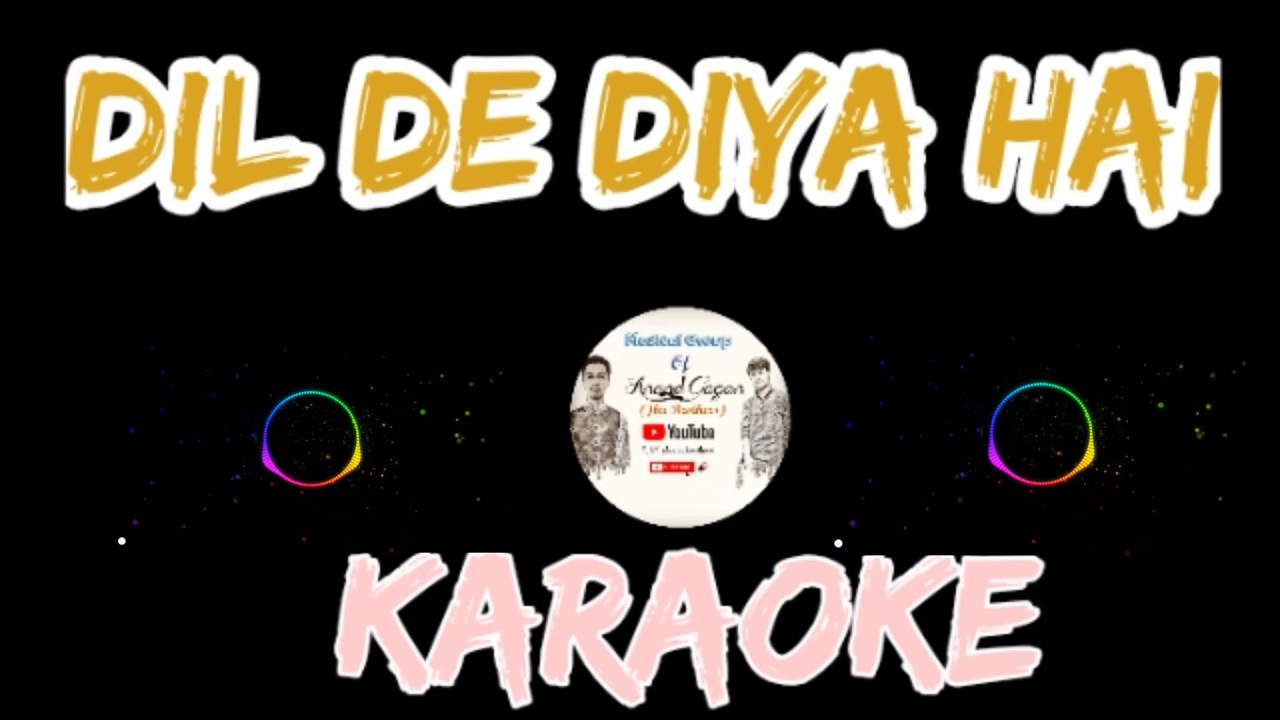 DIL DE DIYA HAI
Musical Group
Of
Anand Gagan
YouTube
KARAOKE